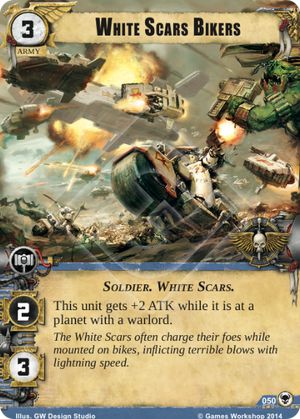 3
WHITE SCARS BIKERS
ARMY
SOLDIER. WHITE SCARS.
2
This unit gets +2 ATK while it is at a
planet with a warlord.
The White Scars often charge their foes while
mounted on bikes, inflicting terrible blows with
lightning speed.
3
050
Illus. GW Design Studio
© Games Workshop 2014